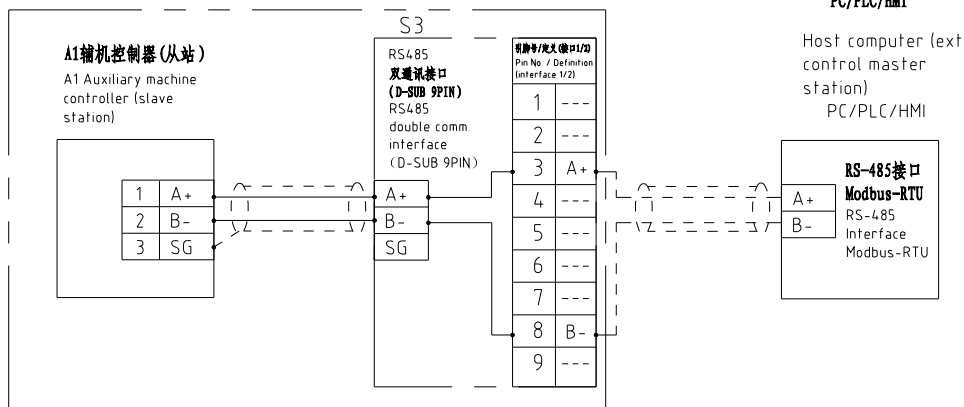 PC/PLC/HMI
Host computer (ext
control master
station)
PC/PLC/HMI
S3
A1辅机控制器(从站)
A1 Auxiliary machine
controller (slave
station)
1 A+
2 B-
3 SG
RS485
双通讯接口
(D-SUB 9PIN)
RS485
double comm.
interface
(D-SUB 9PIN)
A+
B-
SG
引脚号/定义(接口1/2)
Pin No. / Definition
(interface 1/2)
1 ---
2 ---
3 A+
4 ---
5 ---
6 ---
7 ---
8 B-
9 ---
A+
B-
RS-485接口
Modbus-RTU
RS-485
Interface
Modbus-RTU